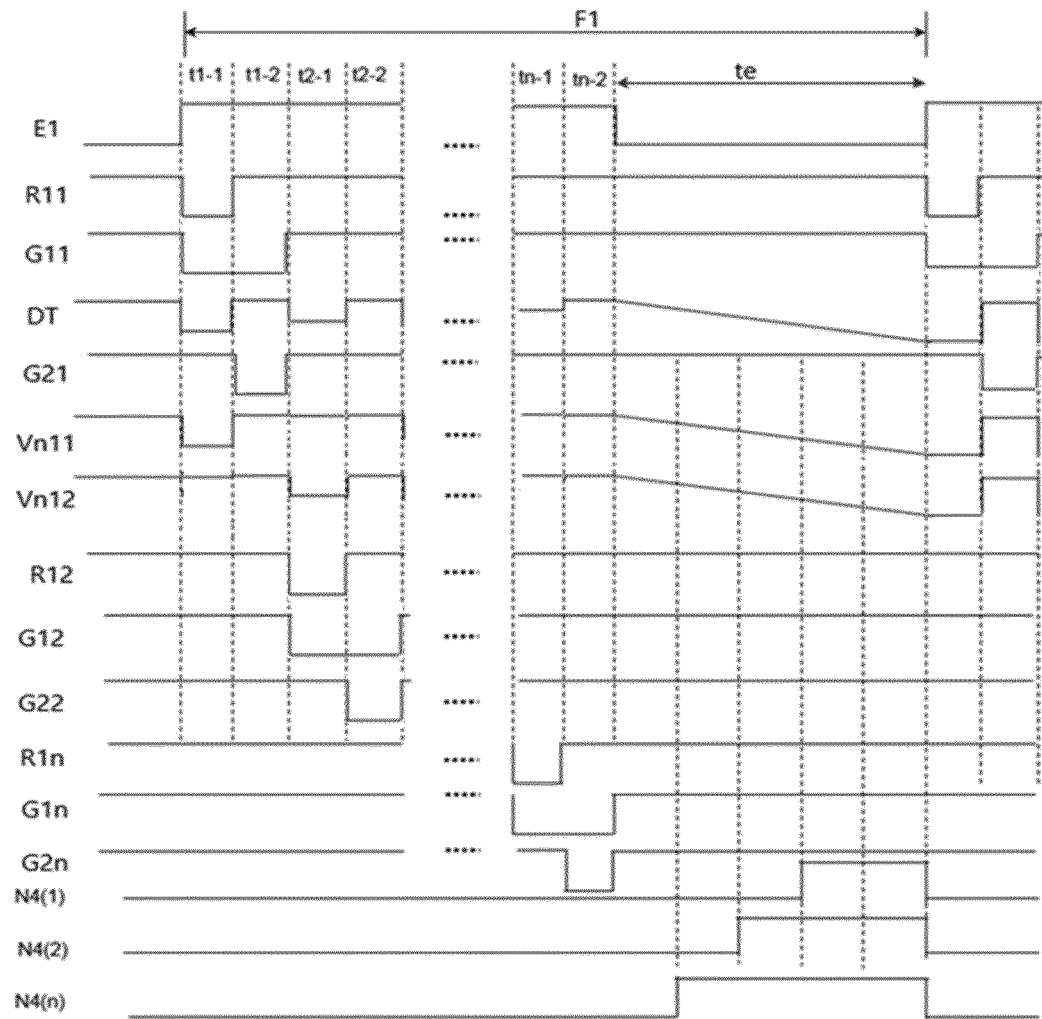 F1
t1-1 t1-2 t2-1 t2-2 tn-1 tn-2 te
E1
R11
G11
DT
G21
Vn11
Vn12
R12
G12
G22
R1n
G1n
G2n
N4(1)
N4(2)
N4(n)